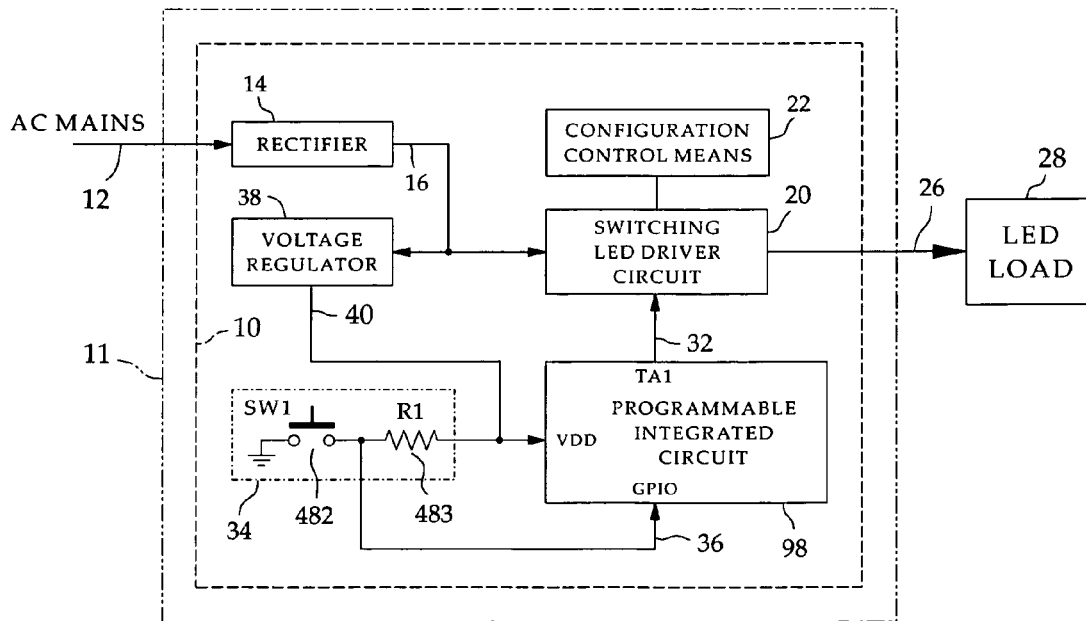 14
22
AC MAINS
RECTIFIER
CONFIGURATION
CONTROL MEANS
12
16
38
20
26
28
VOLTAGE
REGULATOR
SWITCHING
LED DRIVER
CIRCUIT
LED
LOAD
40
10
32
11
TA1
SW1
R1
PROGRAMMABLE
INTEGRATED
CIRCUIT
VDD
GPIO
34
482
483
36
98